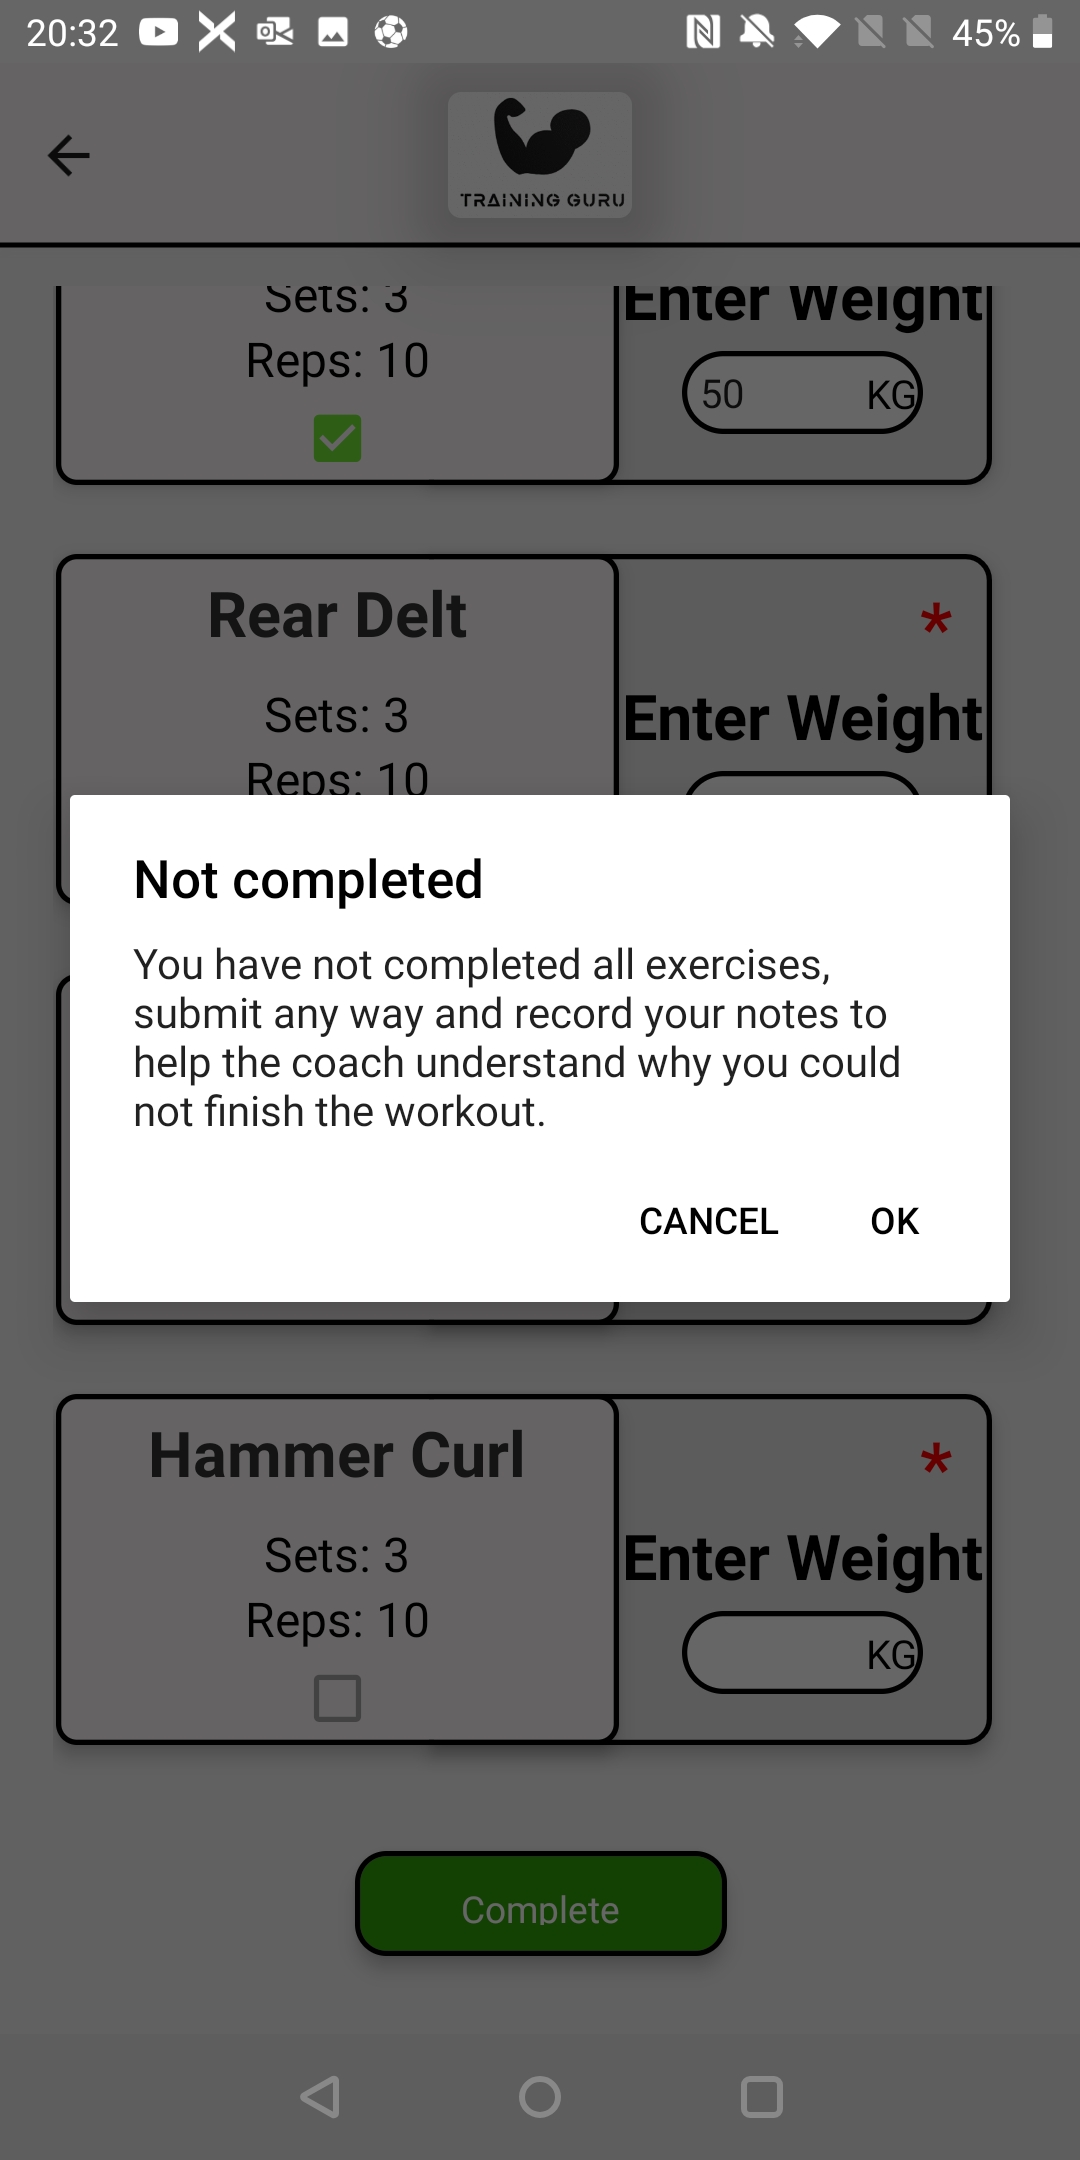 20:32
45%
TRAINING GURU
Sets: 3
Enter Weight
Reps: 10
50 KG
Rear Delt
*
Sets: 3
Enter Weight
Reps: 10
Not completed
You have not completed all exercises,
submit any way and record your notes to
help the coach understand why you could
not finish the workout.
CANCEL OK
Hammer Curl
*
Sets: 3
Enter Weight
Reps: 10
KG
Complete